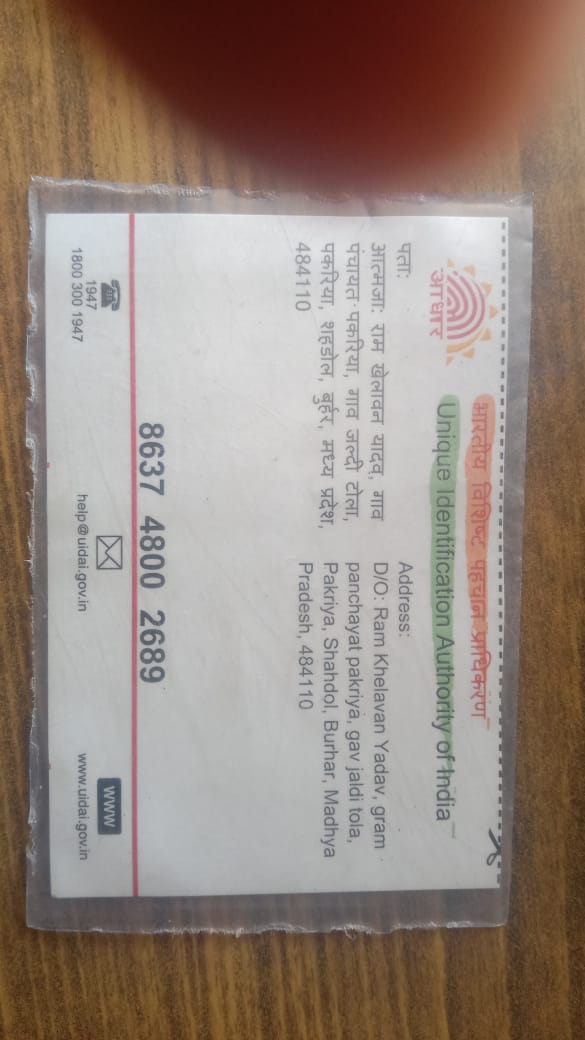 भारतीय विशिष्ट पहचान प्राधिकरण
Unique Identification Authority of India
आधार
पता:
आत्मजा: राम खेलावन यादव, गाव
पंचायत पकरिया, गाव जल्दी टोला,
पकरिया, शहडोल, बुर्हर, मध्य प्रदेश,
484110
Address:
D/O: Ram Khelavan Yadav, gram
panchayat pakriya, gav jaldi tola,
Pakriya, Shahdol, Burhar, Madhya
Pradesh, 484110
8637 4800 2689
1947
1800 300 1947
help@uidai.gov.in
www
www.uidai.gov.in